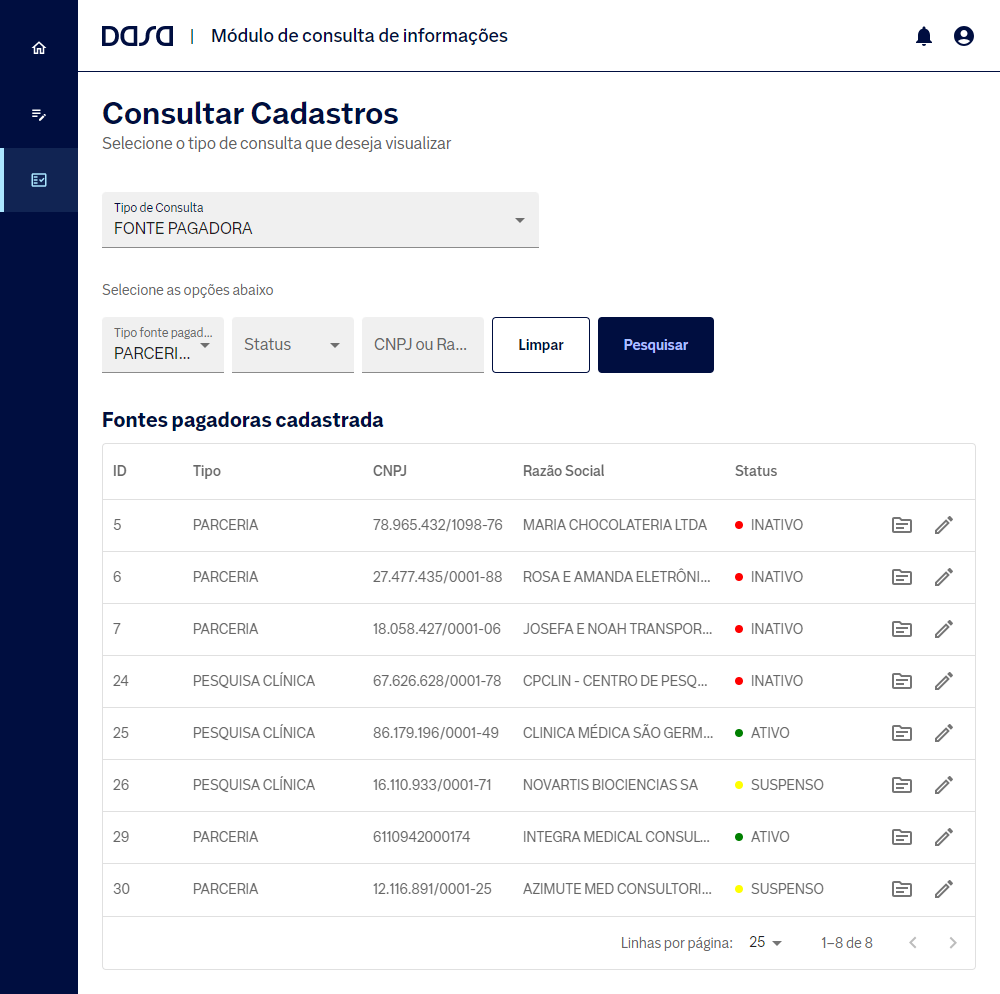 DASA | Módulo de consulta de informações
Consultar Cadastros
Selecione o tipo de consulta que deseja visualizar
Tipo de Consulta
FONTE PAGADORA
Selecione as opções abaixo
Tipo fonte pagad...
PARCERI...
Status
CNPJ ou Ra...
Limpar
Pesquisar
Fontes pagadoras cadastrada
ID Tipo CNPJ Razão Social Status
5 PARCERIA 78.965.432/1098-76 MARIA CHOCOLATERIA LTDA INATIVO
6 PARCERIA 27.477.435/0001-88 ROSA E AMANDA ELETRÔNI... INATIVO
7 PARCERIA 18.058.427/0001-06 JOSEFA E NOAH TRANSPOR... INATIVO
24 PESQUISA CLÍNICA 67.626.628/0001-78 CPCLIN - CENTRO DE PESQ... INATIVO
25 PESQUISA CLÍNICA 86.179.196/0001-49 CLINICA MÉDICA SÃO GERM... ATIVO
26 PESQUISA CLÍNICA 16.110.933/0001-71 NOVARTIS BIOCIENCIAS SA SUSPENSO
29 PARCERIA 6110942000174 INTEGRA MEDICAL CONSUL... ATIVO
30 PARCERIA 12.116.891/0001-25 AZIMUTE MED CONSULTORI... SUSPENSO
Linhas por página: 25 1–8 de 8